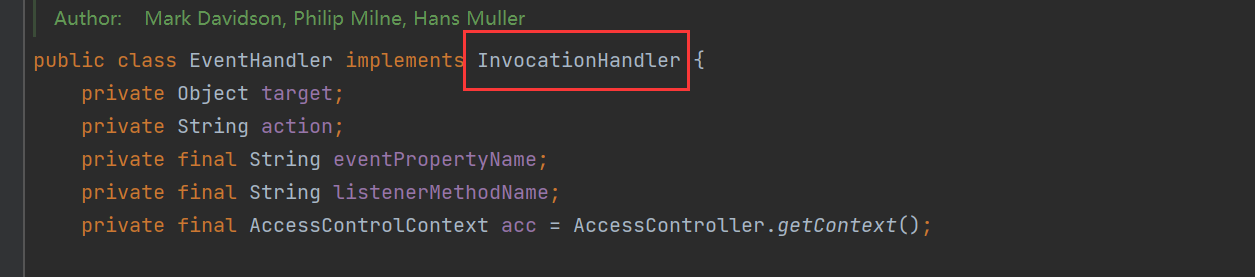 Author: Mark Davidson, Philip Milne, Hans Muller
public class EventHandler implements InvocationHandler {
private Object target;
private String action;
private final String eventPropertyName;
private final String listenerMethodName;
private final AccessControlContext acc = AccessController.getContext();